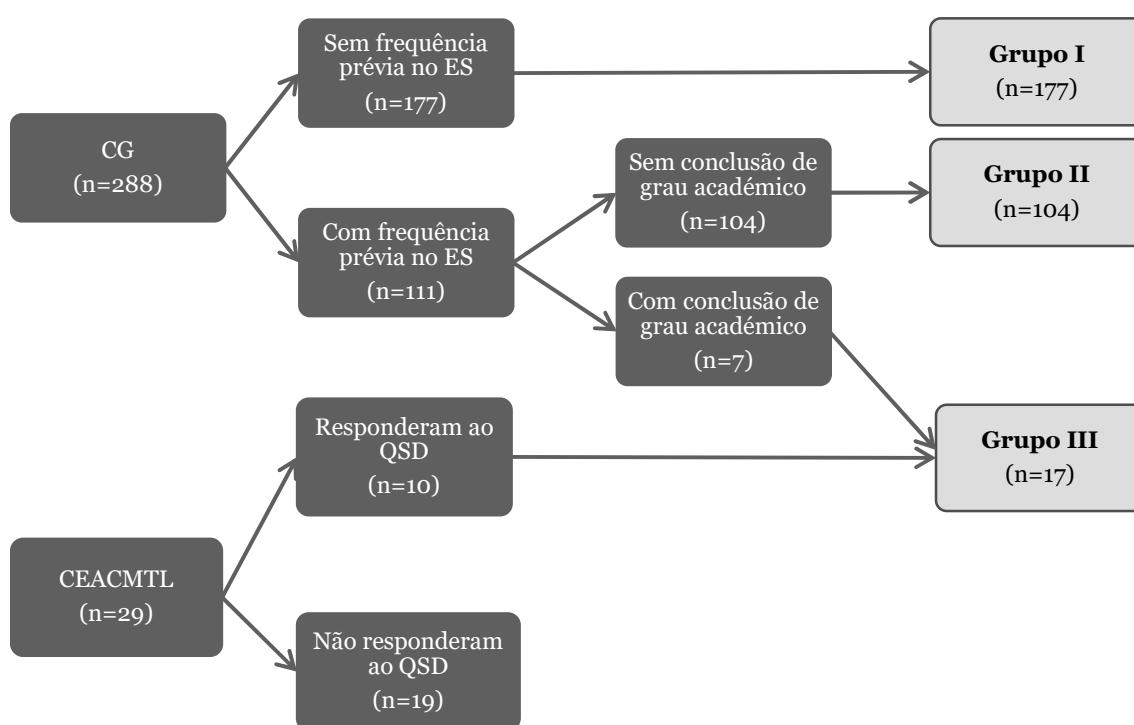 Sem frequência
prévia no ES
(n=177)
Grupo I
(n=177)
CG
(n=288)
Sem conclusão de
grau académico
(n=104)
Grupo II
(n=104)
Com frequência
prévia no ES
(n=111)
Com conclusão de
grau académico
(n=7)
Responderam ao
QSD
(n=10)
Grupo III
(n=17)
CEACMTL
(n=29)
Não responderam
ao QSD
(n=19)